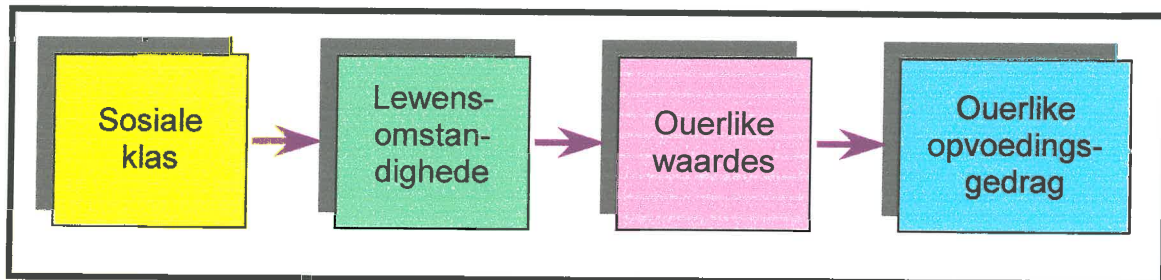 Sosiale
klas
Lewens-
omstan-
dighede
Ouerlike
waardes
Ouerlike
opvoedings-
gedrag